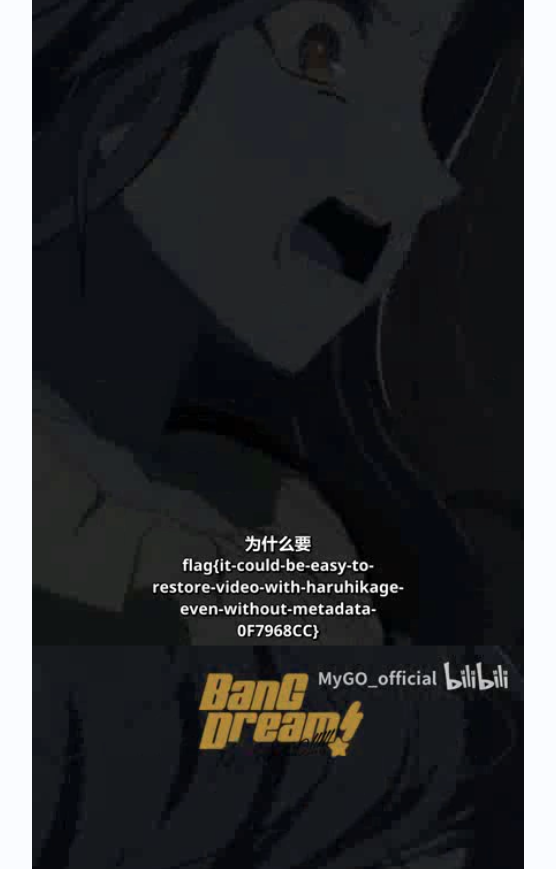 为什么要
flag{it-could-be-easy-to-
restore-video-with-haruhikage-
even-without-metadata-
0F7968CC}
MyGO_official bilibili
BanG
Dream!